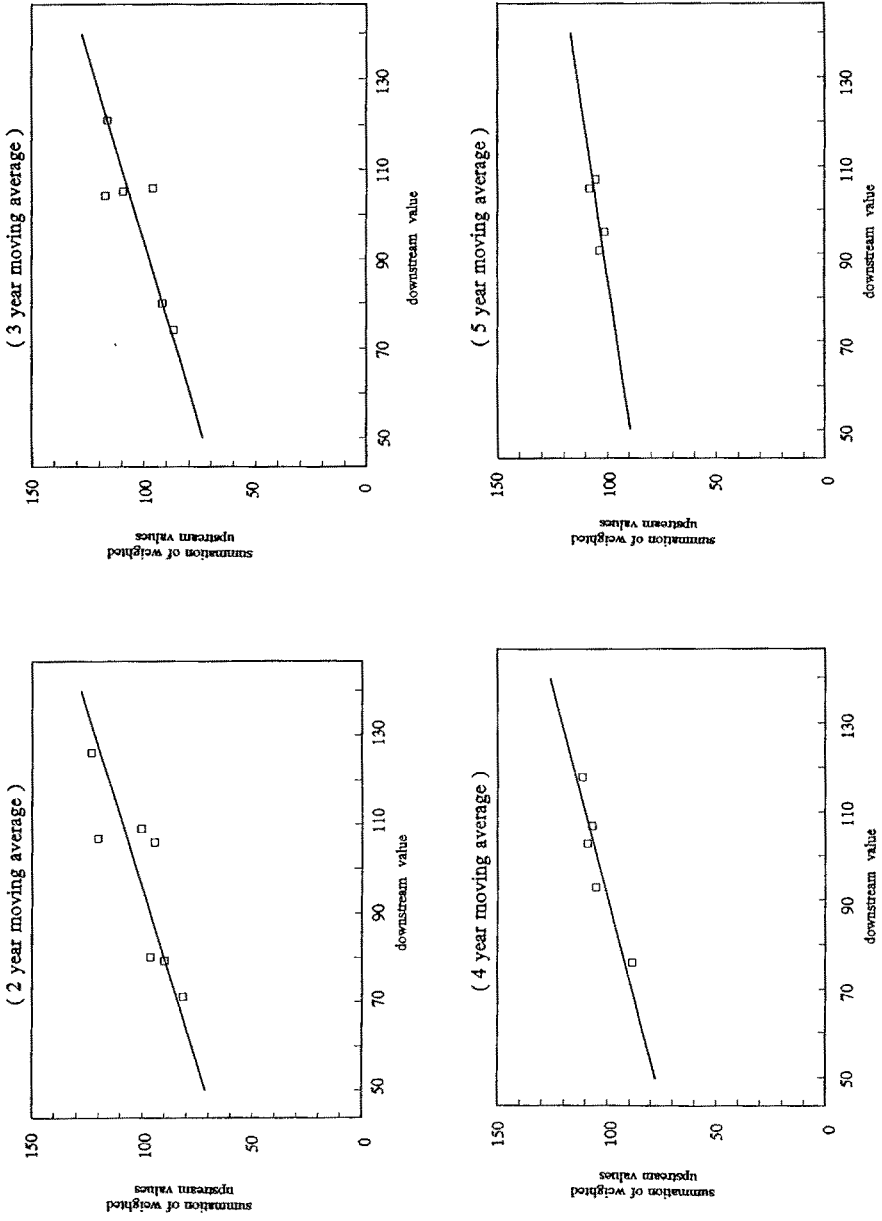 ( 2 year moving average )
150
100
50
0
summation of weighted
upstream values
50 70 90 110 130
downstream value
( 3 year moving average )
150
100
50
0
summation of weighted
upstream values
50 70 90 110 130
downstream value
( 4 year moving average )
150
100
50
0
summation of weighted
upstream values
50 70 90 110 130
downstream value
( 5 year moving average )
150
100
50
0
summation of weighted
upstream values
50 70 90 110 130
downstream value